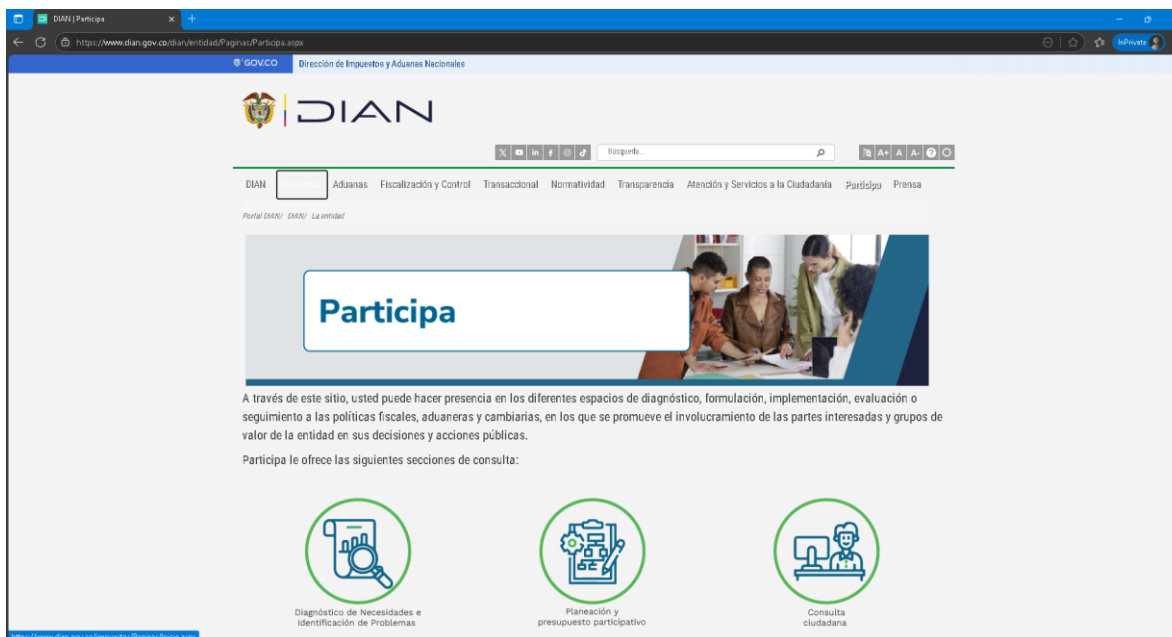 DIAN | Participa
https://www.dian.gov.co/dian/entidad/Paginas/Participa.aspx
InPrivate
GOV.CO Dirección de Impuestos y Aduanas Nacionales
DIAN
Búsqueda...
A+ A A-
DIAN Impuestos Aduanas Fiscalización y Control Transaccional Normatividad Transparencia Atención y Servicios a la Ciudadanía Participa Prensa
Portal DIAN/ DIAN/ La entidad
Participa
A través de este sitio, usted puede hacer presencia en los diferentes espacios de diagnóstico, formulación, implementación, evaluación o
seguimiento a las políticas fiscales, aduaneras y cambiarias, en los que se promueve el involucramiento de las partes interesadas y grupos de
valor de la entidad en sus decisiones y acciones públicas.
Participa le ofrece las siguientes secciones de consulta:
Diagnóstico de Necesidades e
Identificación de Problemas
Planeación y
presupuesto participativo
Consulta
ciudadana